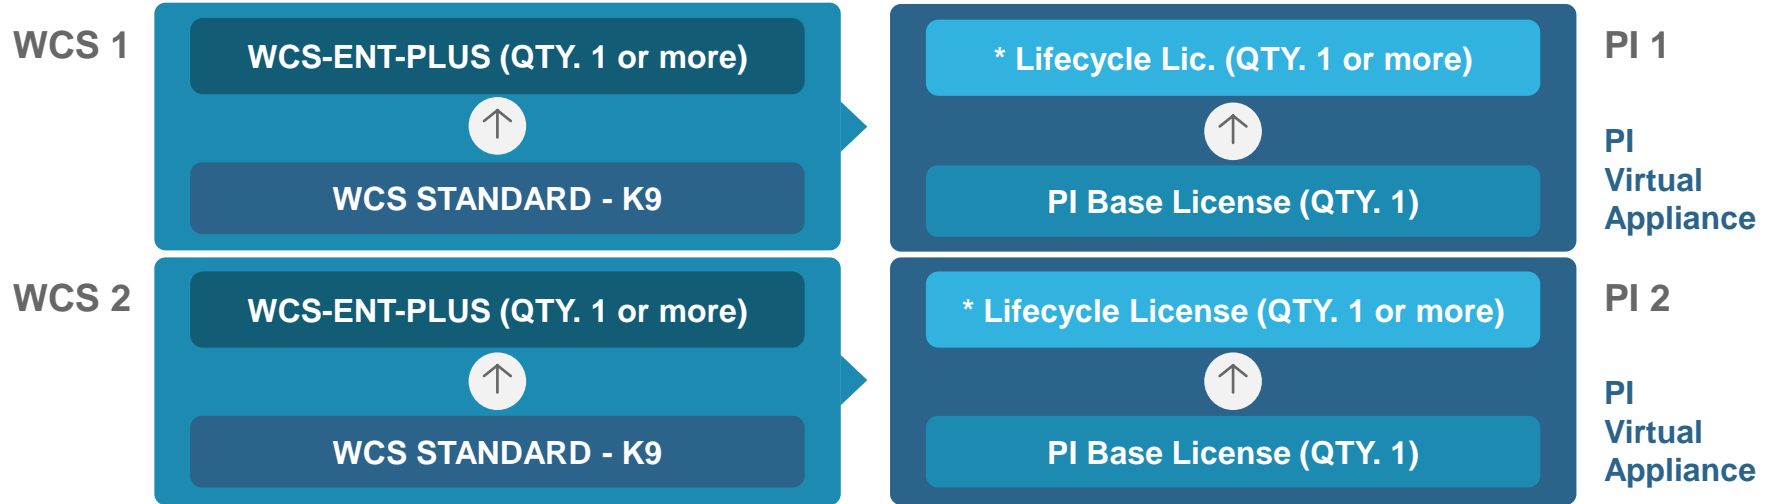 WCS 1
WCS-ENT-PLUS (QTY. 1 or more)
WCS STANDARD - K9
* Lifecycle Lic. (QTY. 1 or more)
PI Base License (QTY. 1)
PI 1
PI
Virtual
Appliance
WCS 2
WCS-ENT-PLUS (QTY. 1 or more)
WCS STANDARD - K9
* Lifecycle License (QTY. 1 or more)
PI Base License (QTY. 1)
PI 2
PI
Virtual
Appliance